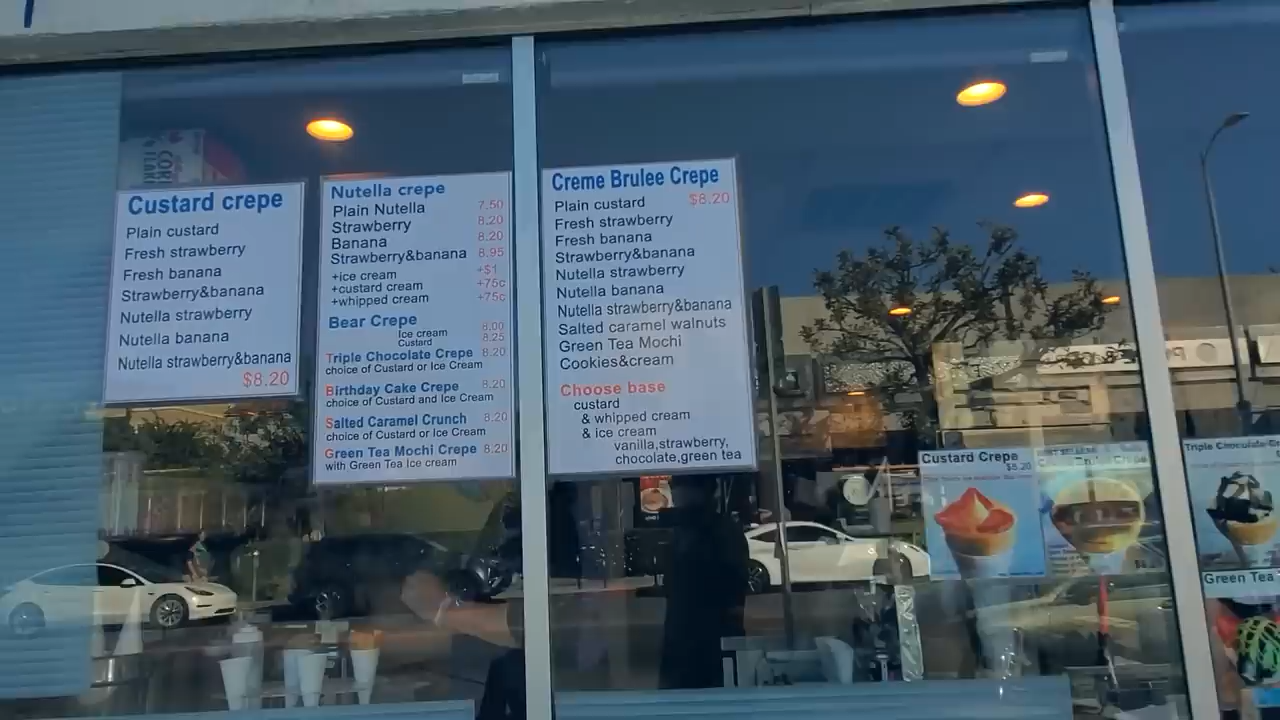 Custard crepe
Plain custard
Fresh strawberry
Fresh banana
Strawberry&banana
Nutella strawberry
Nutella banana
Nutella strawberry&banana
$8.20
Nutella crepe
Plain Nutella 7.50
Strawberry 8.20
Banana 8.20
Strawberry&banana 8.95
+ice cream +$1
+custard cream +75c
+whipped cream +75c
Bear Crepe
Ice cream 8.00
Custard 8.25
Triple Chocolate Crepe 8.20
choice of Custard or Ice Cream
Birthday Cake Crepe 8.20
choice of Custard and Ice Cream
Salted Caramel Crunch 8.20
choice of Custard or Ice Cream
Green Tea Mochi Crepe 8.20
with Green Tea Ice cream
Creme Brulee Crepe
Plain custard $8.20
Fresh strawberry
Fresh banana
Strawberry&banana
Nutella strawberry
Nutella banana
Nutella strawberry&banana
Salted caramel walnuts
Green Tea Mochi
Cookies&cream
Choose base
custard
& whipped cream
& ice cream
vanilla,strawberry,
chocolate,green tea
Custard Crepe
$8.20
Triple Chocolate
Green Tea